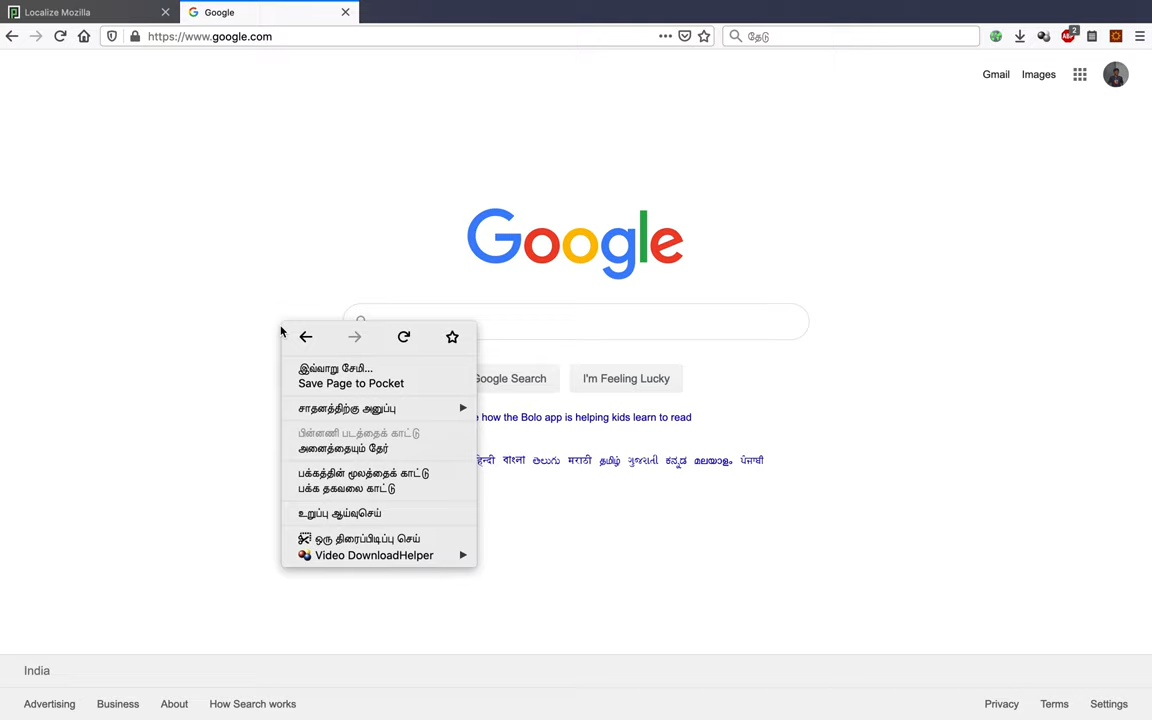 Localize Mozilla
Google
https://www.google.com
தேடு
2
ABP
Gmail
Images
Google
இவ்வாறு சேமி...
Save Page to Pocket
சாதனத்திற்கு அனுப்பு
பின்னணி படத்தைக் காட்டு
அனைத்தையும் தேர்
பக்கத்தின் மூலத்தைக் காட்டு
பக்க தகவலை காட்டு
உறுப்பு ஆய்வுசெய்
ஒரு திரைப்பிடிப்பு செய்
Video DownloadHelper
Google Search
I'm Feeling Lucky
how the Bolo app is helping kids learn to read
हिन्दी বাংলা తెలుగు मराठी தமிழ் ગુજરાતી ಕನ್ನಡ മലയാളം ਪੰਜਾਬੀ
India
Advertising Business About How Search works
Privacy Terms Settings